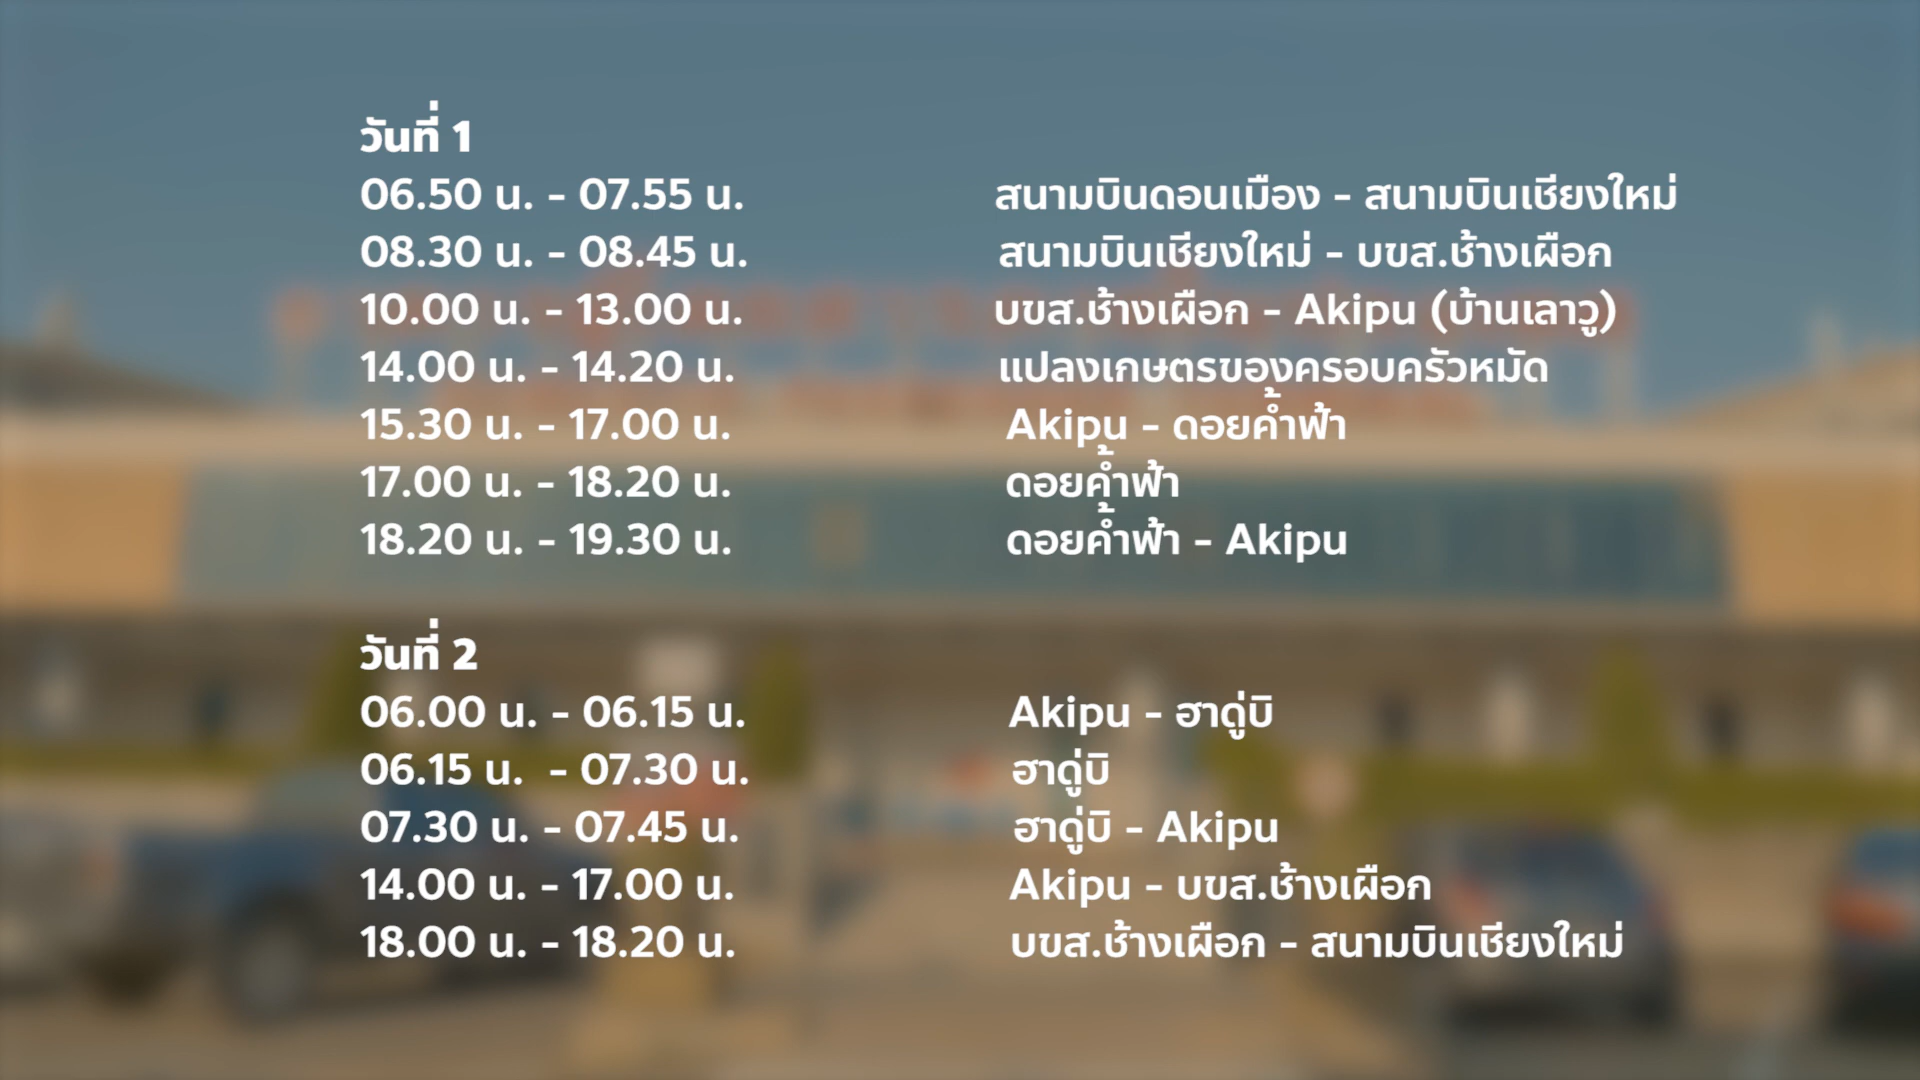 วันที่ 1
06.50 น. - 07.55 น. สนามบินดอนเมือง - สนามบินเชียงใหม่
08.30 น. - 08.45 น. สนามบินเชียงใหม่ - บขส.ช้างเผือก
10.00 น. - 13.00 น. บขส.ช้างเผือก - Akipu (บ้านเลาวู)
14.00 น. - 14.20 น. แปลงเกษตรของครอบครัวหมัด
15.30 น. - 17.00 น. Akipu - ดอยค้ำฟ้า
17.00 น. - 18.20 น. ดอยค้ำฟ้า
18.20 น. - 19.30 น. ดอยค้ำฟ้า - Akipu
วันที่ 2
06.00 น. - 06.15 น. Akipu - ฮาดู่บิ
06.15 น. - 07.30 น. ฮาดู่บิ
07.30 น. - 07.45 น. ฮาดู่บิ - Akipu
14.00 น. - 17.00 น. Akipu - บขส.ช้างเผือก
18.00 น. - 18.20 น. บขส.ช้างเผือก - สนามบินเชียงใหม่